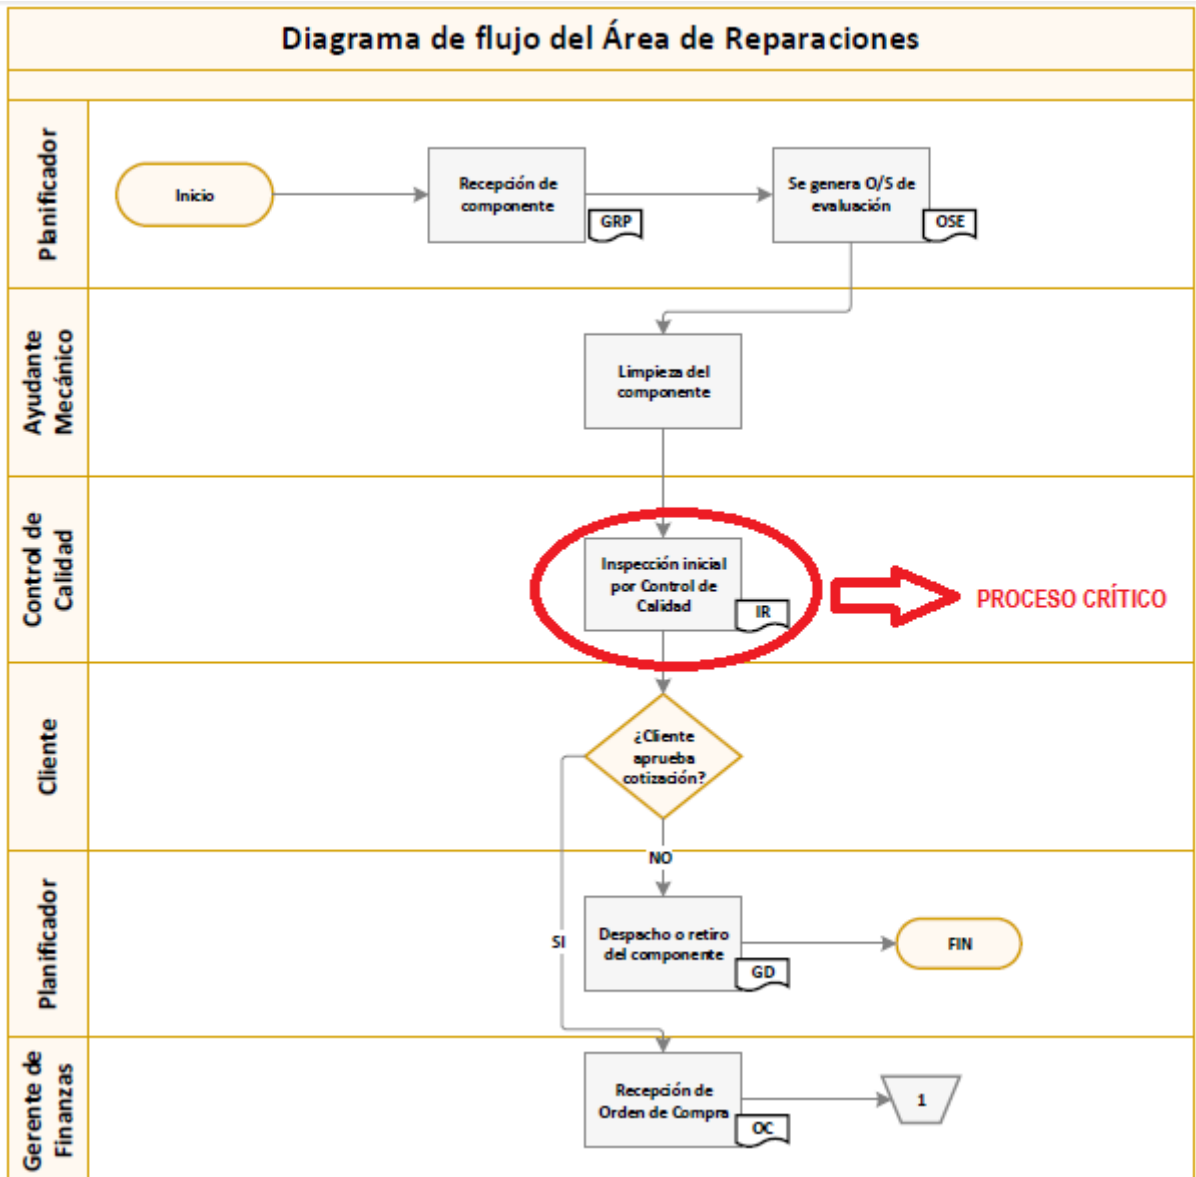 Diagrama de flujo del Área de Reparaciones
Planificador
Inicio
Recepción de
componente
GRP
Se genera O/S de
evaluación
OSE
Ayudante
Mecánico
Limpieza del
componente
Control de
Calidad
Inspección inicial
por Control de
Calidad
IR
PROCESO CRÍTICO
Cliente
¿Cliente
aprueba
cotización?
NO
SI
Planificador
Despacho o retiro
del componente
GD
FIN
Gerente de
Finanzas
Recepción de
Orden de Compra
OC
1